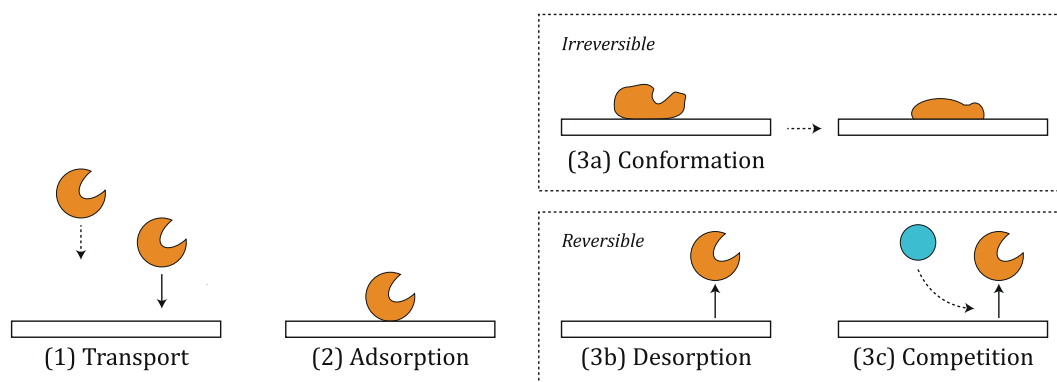 Irreversible
(3a) Conformation
Reversible
(1) Transport
(2) Adsorption
(3b) Desorption
(3c) Competition